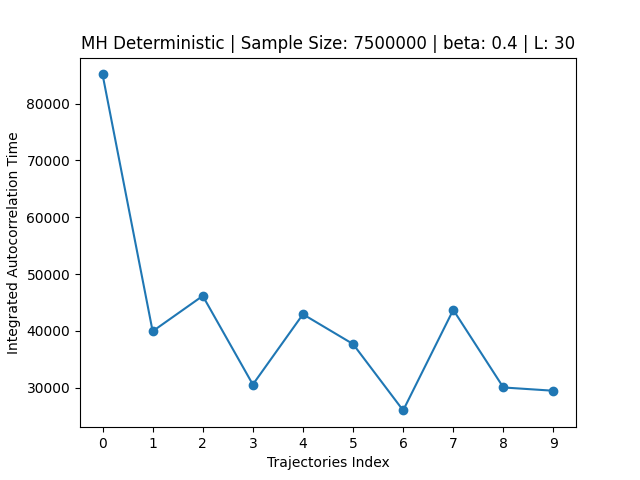 MH Deterministic | Sample Size: 7500000 | beta: 0.4 | L: 30
Integrated Autocorrelation Time
80000
70000
60000
50000
40000
30000
0 1 2 3 4 5 6 7 8 9
Trajectories Index